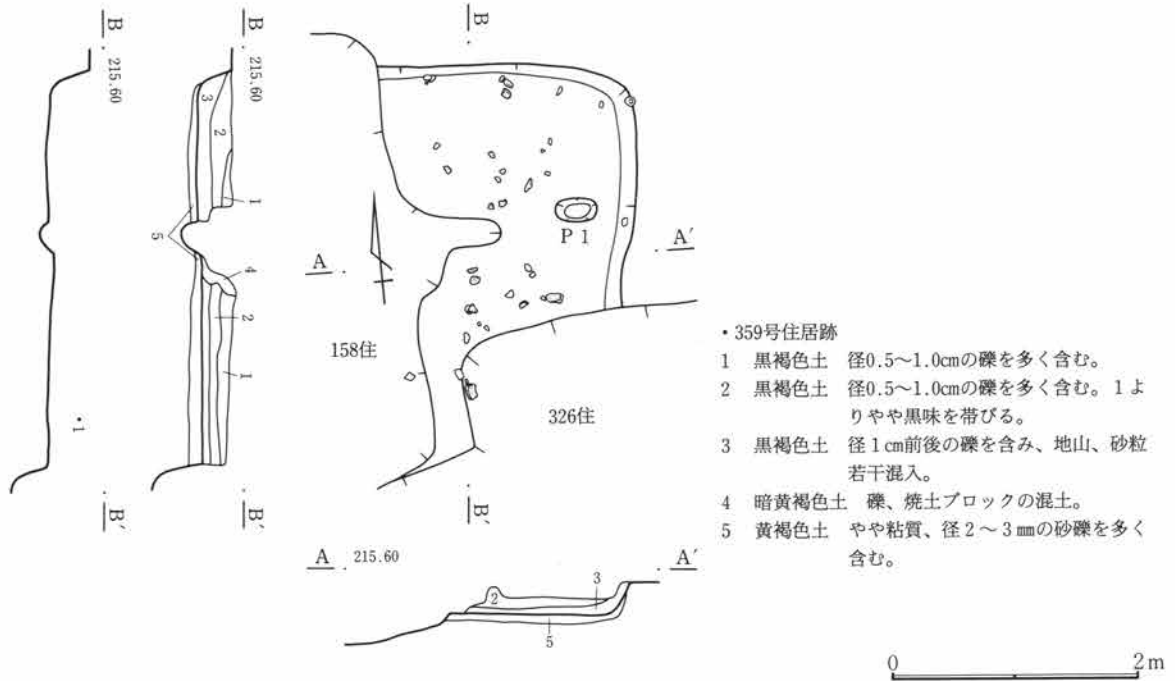 B
B
B
215.60
215.60
3
2
1
5
4
2
1
・1
B′
B′
B′
P 1
A
A′
158住
326住
A
215.60
A′
3
2
5
・359号住居跡
1 黒褐色土 径0.5～1.0cmの礫を多く含む。
2 黒褐色土 径0.5～1.0cmの礫を多く含む。1よ
りやや黒味を帯びる。
3 黒褐色土 径1cm前後の礫を含み、地山、砂粒
若干混入。
4 暗黄褐色土 礫、焼土ブロックの混土。
5 黄褐色土 やや粘質、径2～3㎜の砂礫を多く
含む。
0
2m